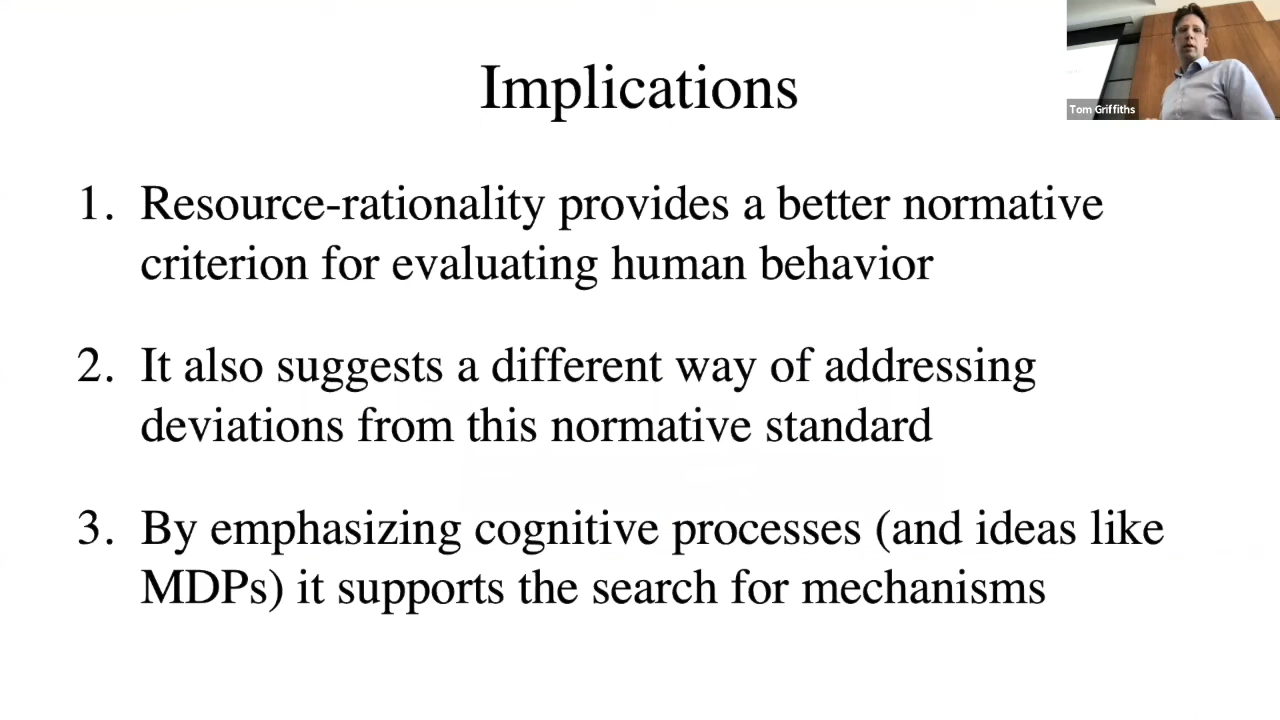 Implications
Tom Griffiths
1. Resource-rationality provides a better normative
criterion for evaluating human behavior
2. It also suggests a different way of addressing
deviations from this normative standard
3. By emphasizing cognitive processes (and ideas like
MDPs) it supports the search for mechanisms